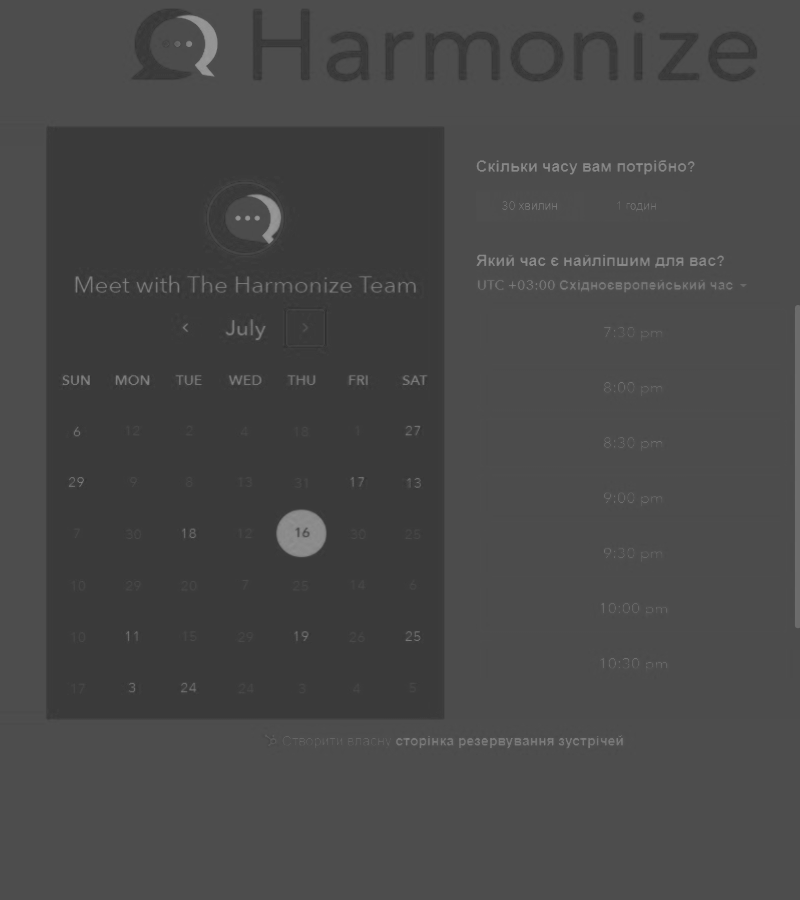 Harmonize
Meet with The Harmonize Team
July
SUN MON TUE WED THU FRI SAT
6 12 2 4 18 1 27
29 9 8 13 31 17 13
7 30 18 12 16 30 25
10 29 20 7 25 14 6
10 11 15 29 19 26 25
17 3 24 24 3 4 5
Скільки часу вам потрібно?
30 хвилин 1 годин
Який час є найліпшим для вас?
UTC +03:00 Східноєвропейський час
7:30 pm
8:00 pm
8:30 pm
9:00 pm
9:30 pm
10:00 pm
10:30 pm
Створити власну сторінка резервування зустрічей